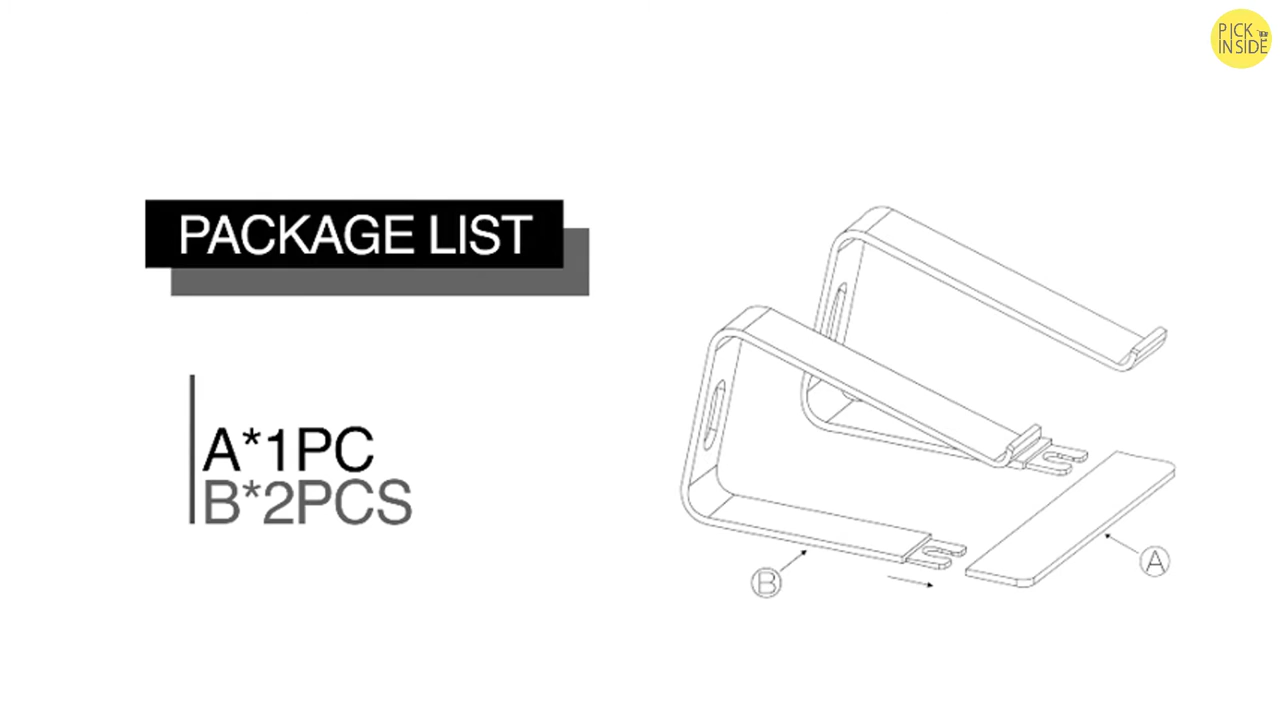 PICK
INSIDE
PACKAGE LIST
A*1PC
B*2PCS
B
A